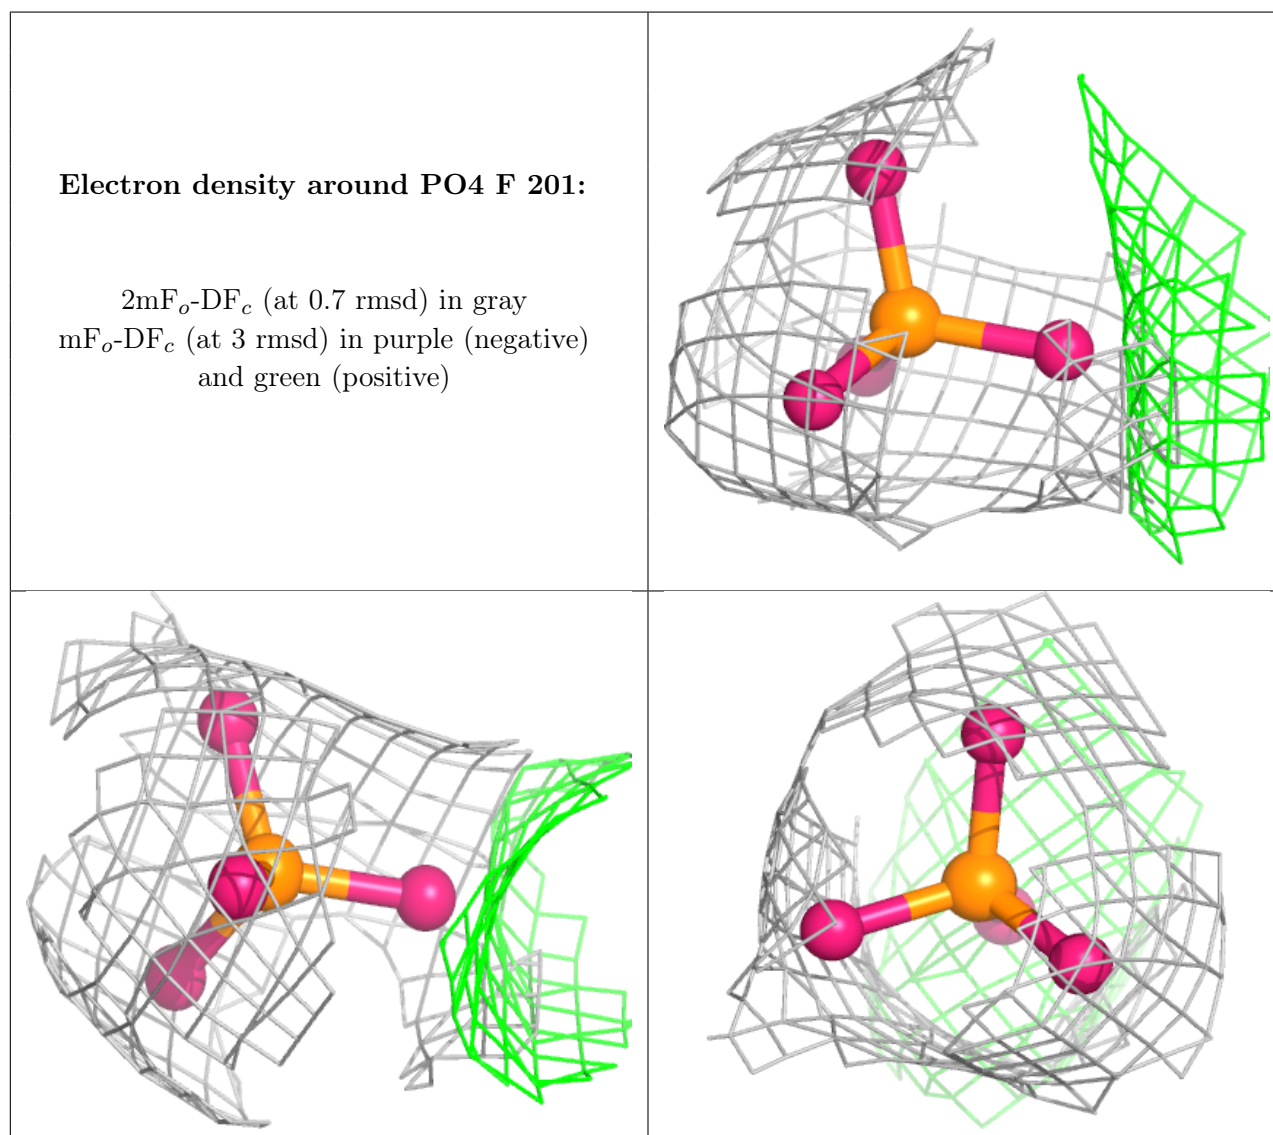 Electron density around PO4 F 201:
2mFo-DFc (at 0.7 rmsd) in gray
mFo-DFc (at 3 rmsd) in purple (negative)
and green (positive)